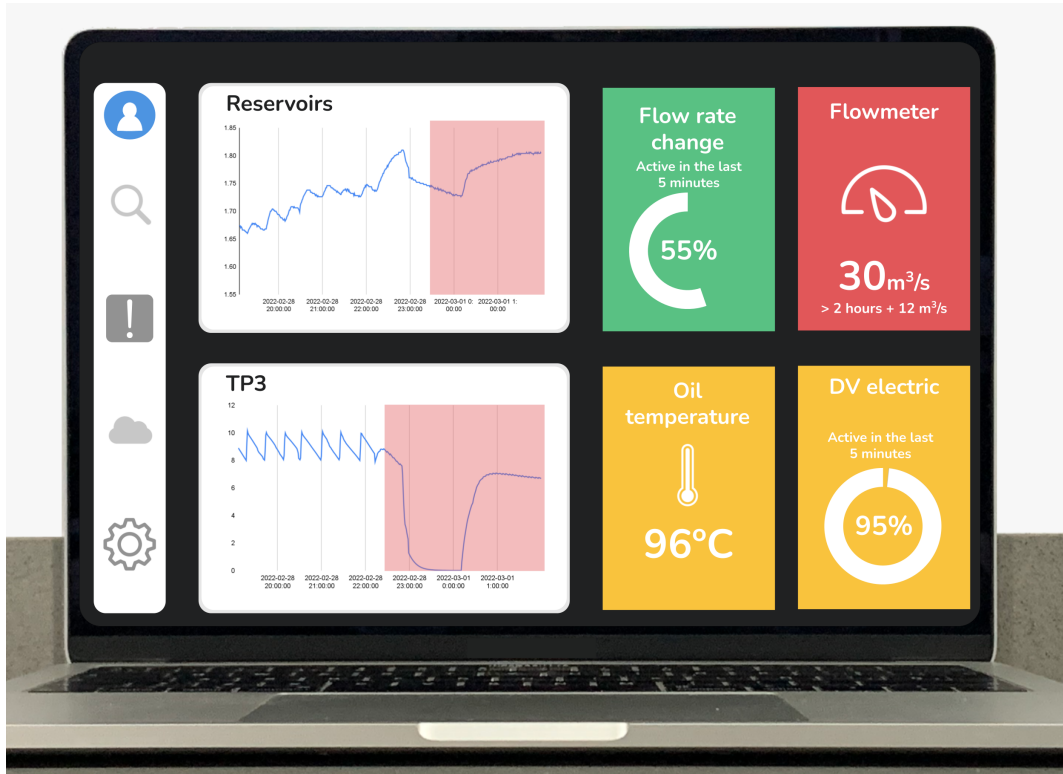 Reservoirs
1.85
1.80
1.75
1.70
1.65
1.60
1.55
2022-02-28 2022-02-28 2022-02-28 2022-02-28 2022-03-01 0: 2022-03-01 1:
20:00:00 21:00:00 22:00:00 23:00:00 00:00 00:00
Flow rate
change
Active in the last
5 minutes
55%
Flowmeter
30m³/s
> 2 hours + 12 m³/s
TP3
12
10
8
6
4
2
0
2022-02-28 2022-02-28 2022-02-28 2022-02-28 2022-03-01 2022-03-01
20:00:00 21:00:00 22:00:00 23:00:00 0:00:00 1:00:00
Oil
temperature
96°C
DV electric
Active in the last
5 minutes
95%